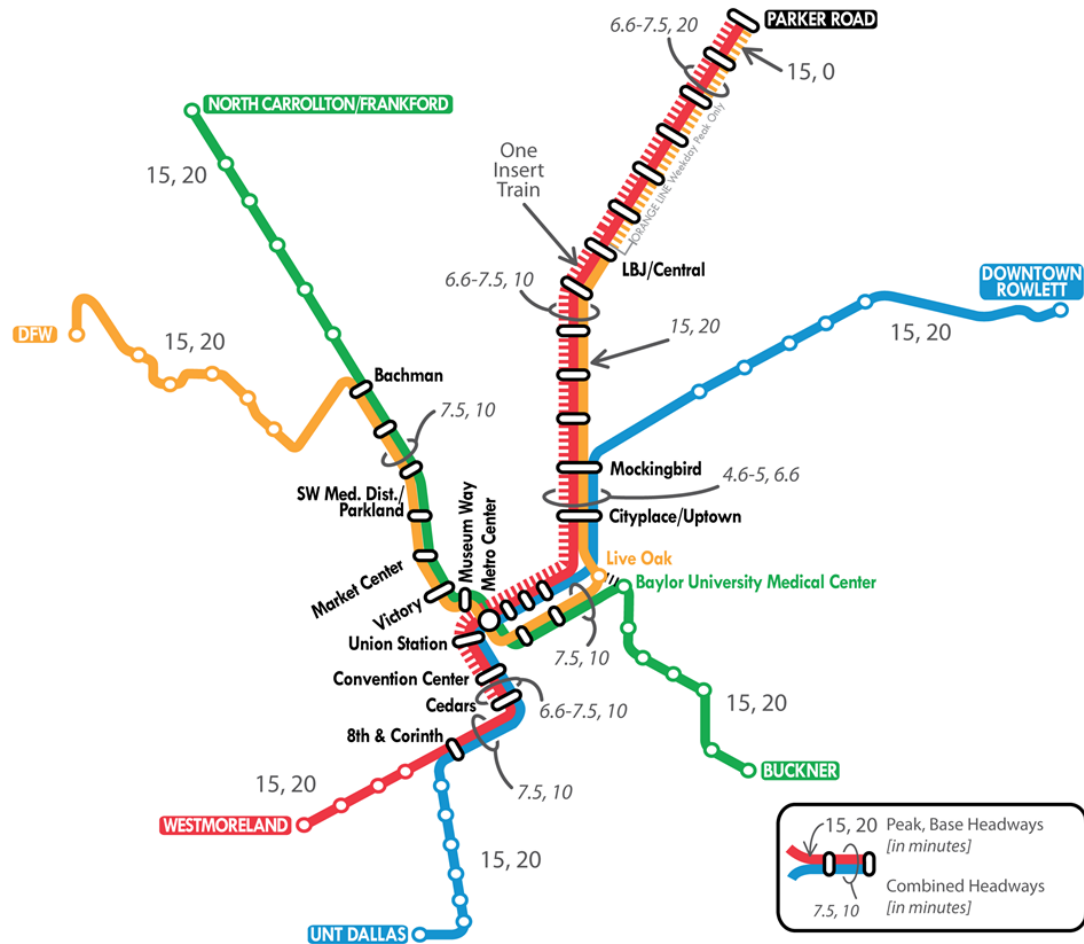 PARKER ROAD
6.6-7.5, 20
15, 0
NORTH CARROLLTON/FRANKFORD
15, 20
One
Insert
Train
ORANGE LINE Weekday Peak Only
LBJ/Central
6.6-7.5, 10
DOWNTOWN
ROWLETT
15, 20
DFW
15, 20
15, 20
Bachman
7.5, 10
Mockingbird
4.6-5, 6.6
SW Med. Dist./
Parkland
Cityplace/Uptown
Museum Way
Metro Center
Live Oak
Baylor University Medical Center
Market Center
Victory
Union Station
7.5, 10
Convention Center
Cedars
6.6-7.5, 10
15, 20
8th & Corinth
7.5, 10
BUCKNER
15, 20
WESTMORELAND
15, 20
UNT DALLAS
15, 20 Peak, Base Headways
[in minutes]
Combined Headways
7.5, 10 [in minutes]